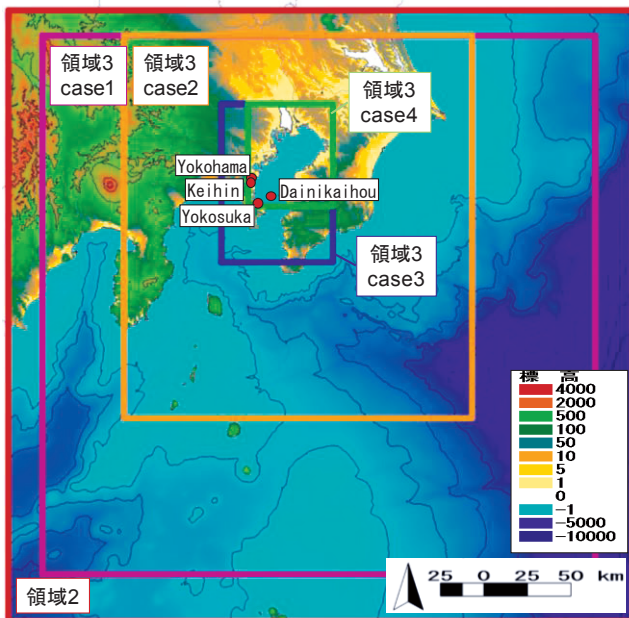 領域3
case1
領域3
case2
領域3
case4
Yokohama
Keihin
Dainikaihou
Yokosuka
領域3
case3
標 高
4000
2000
500
100
50
10
5
1
0
-1
-5000
-10000
領域2
25 0 25 50 km